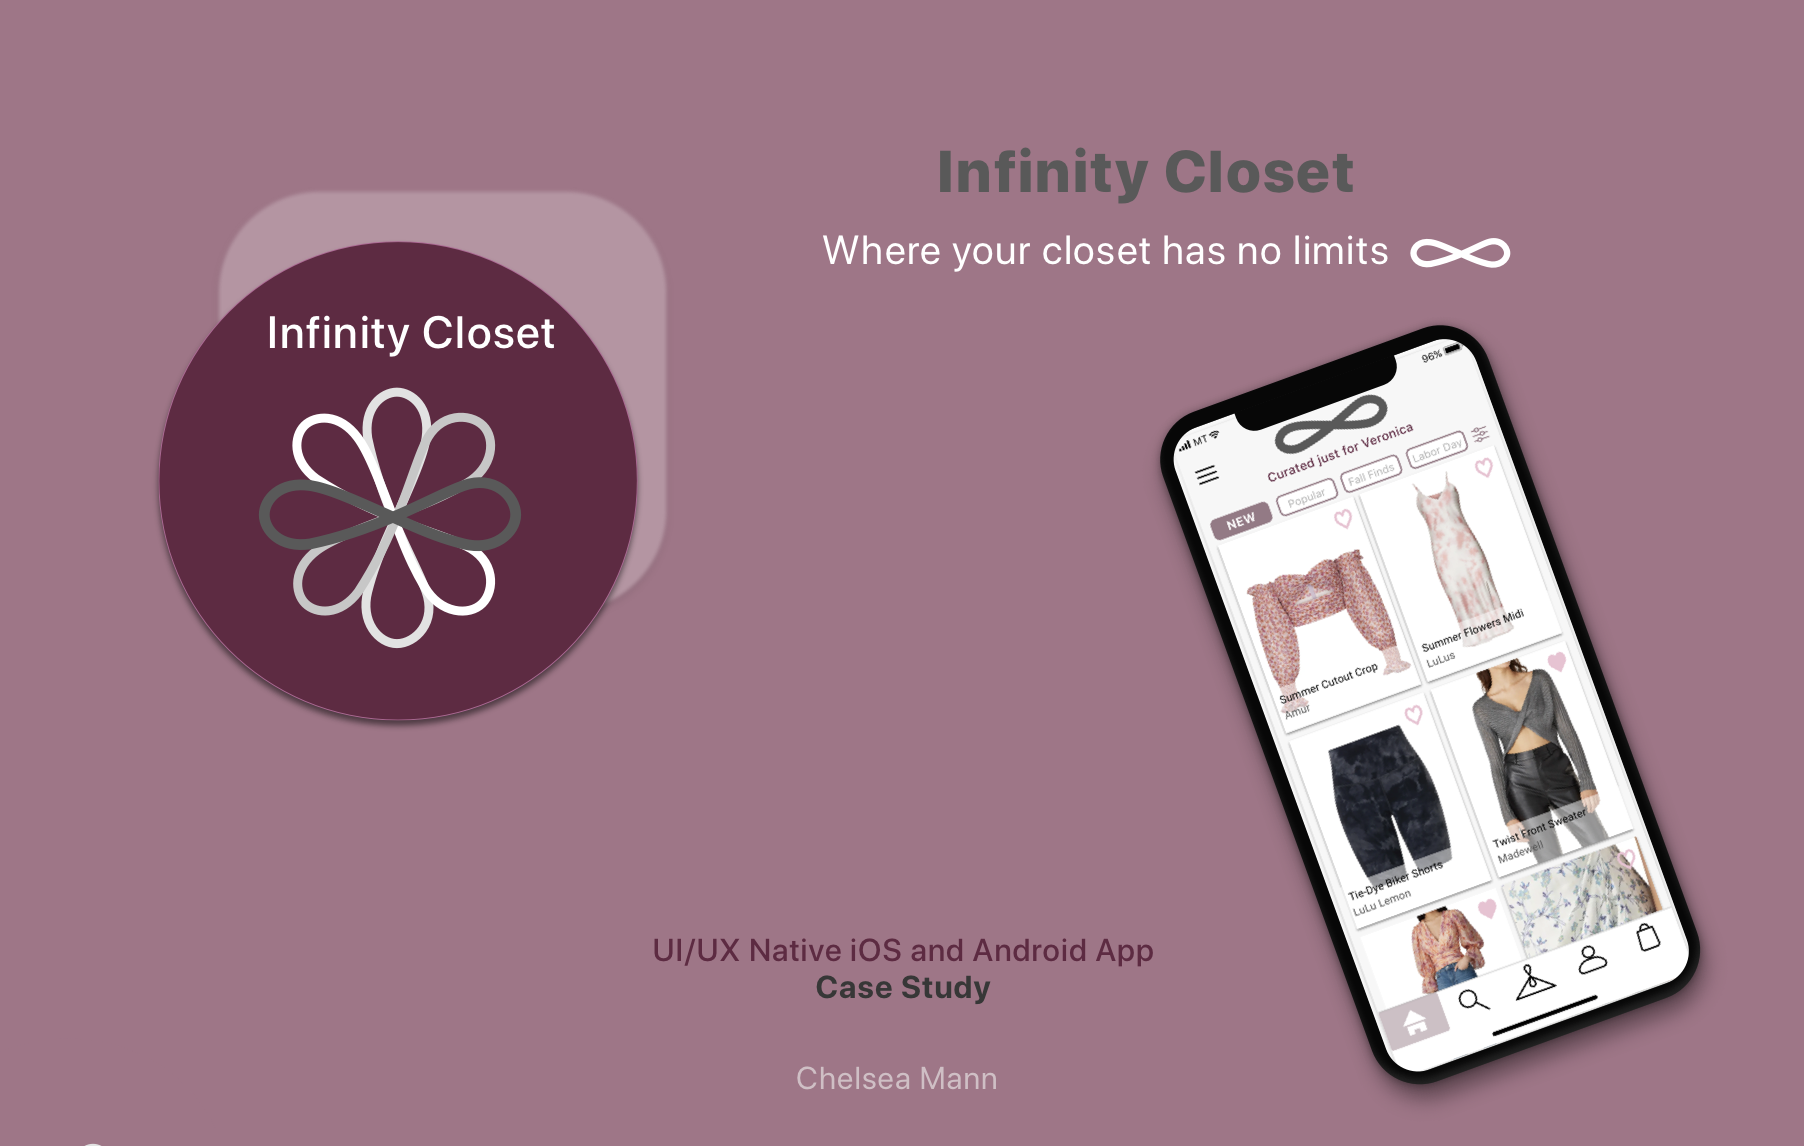 Infinity Closet
Where your closet has no limits
Infinity Closet
96%
MT
Curated just for Veronica
NEW
Popular
Fall Finds
Labor Day
Summer Cutout Crop
Amur
Summer Flowers Midi
LuLus
Tie-Dye Biker Shorts
LuLu Lemon
Twist Front Sweater
Madewell
UI/UX Native iOS and Android App
Case Study
Chelsea Mann